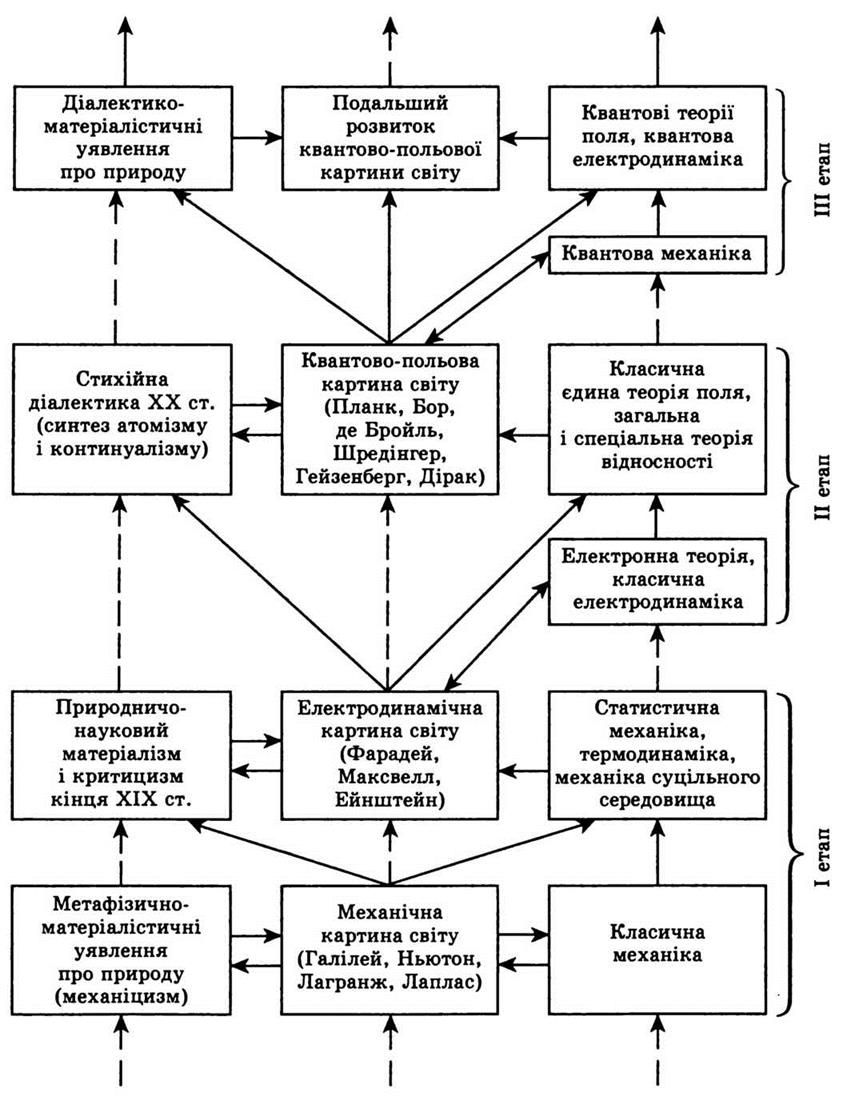 Діалектико-
матеріалістичні
уявлення
про природу
Подальший
розвиток
квантово-польової
картини світу
Квантові теорії
поля, квантова
електродинаміка
Квантова механіка
III етап
Стихійна
діалектика XX ст.
(синтез атомізму
і континуалізму)
Квантово-польова
картина світу
(Планк, Бор,
де Бройль,
Шредінгер,
Гейзенберг, Дірак)
Класична
єдина теорія поля,
загальна
і спеціальна теорія
відносності
Електронна теорія,
класична
електродинаміка
II етап
Природничо-
науковий
матеріалізм
і критицизм
кінця XIX ст.
Електродинамічна
картина світу
(Фарадей,
Максвелл,
Ейнштейн)
Статистична
механіка,
термодинаміка,
механіка суцільного
середовища
Метафізично-
матеріалістичні
уявлення
про природу
(механіцизм)
Механічна
картина світу
(Галілей, Ньютон,
Лагранж, Лаплас)
Класична
механіка
I етап